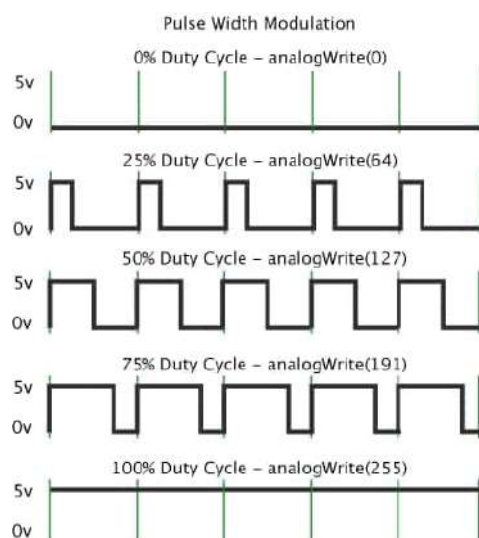 Pulse Width Modulation
0% Duty Cycle – analogWrite(0)
5v
0v
25% Duty Cycle – analogWrite(64)
5v
0v
50% Duty Cycle – analogWrite(127)
5v
0v
75% Duty Cycle – analogWrite(191)
5v
0v
100% Duty Cycle – analogWrite(255)
5v
0v